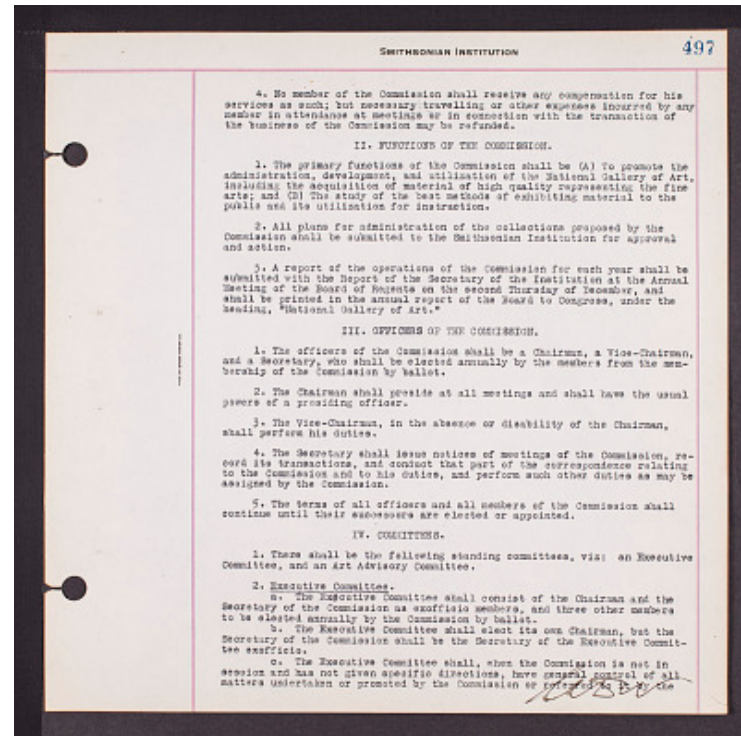 SMITHSONIAN INSTITUTION
497
4. No member of the Commission shall receive any compensation for his
services as such; but necessary travelling or other expenses incurred by any
member in attendance at meetings or in connection with the transaction of
the business of the Commission may be refunded.
II. FUNCTIONS OF THE COMMISSION.
1. The primary functions of the Commission shall be (A) To promote the
administration, development, and utilization of the National Gallery of Art,
including the acquisition of material of high quality representing the fine
arts; and (B) The study of the best methods of exhibiting material to the
public and its utilization for instruction.
2. All plans for administration of the collections proposed by the
Commission shall be submitted to the Smithsonian Institution for approval
and action.
3. A report of the operations of the Commission for each year shall be
submitted with the Report of the Secretary of the Institution at the Annual
Meeting of the Board of Regents on the second Thursday of December, and
shall be printed in the annual report of the Board to Congress, under the
heading, "National Gallery of Art."
III. OFFICERS OF THE COMMISSION.
1. The officers of the Commission shall be a Chairman, a Vice-Chairman,
and a Secretary, who shall be elected annually by the members from the mem-
bership of the Commission by ballot.
2. The Chairman shall preside at all meetings and shall have the usual
powers of a presiding officer.
3. The Vice-Chairman, in the absence or disability of the Chairman,
shall perform his duties.
4. The Secretary shall issue notices of meetings of the Commission, re-
cord its transactions, and conduct that part of the correspondence relating
to the Commission and to his duties, and perform such other duties as may be
assigned by the Commission.
5. The terms of all officers and all members of the Commission shall
continue until their successors are elected or appointed.
IV. COMMITTEES.
1. There shall be the following standing committees, viz: an Executive
Committee, and an Art Advisory Committee.
2. Executive Committee.
a. The Executive Committee shall consist of the Chairman and the
Secretary of the Commission as exofficio members, and three other members
to be elected annually by the Commission by ballot.
b. The Executive Committee shall elect its own Chairman, but the
Secretary of the Commission shall be the Secretary of the Executive Commit-
tee exofficio.
c. The Executive Committee shall, when the Commission is not in
session and has not given specific directions, have general control of all
matters undertaken or promoted by the Commission or referred to it by the